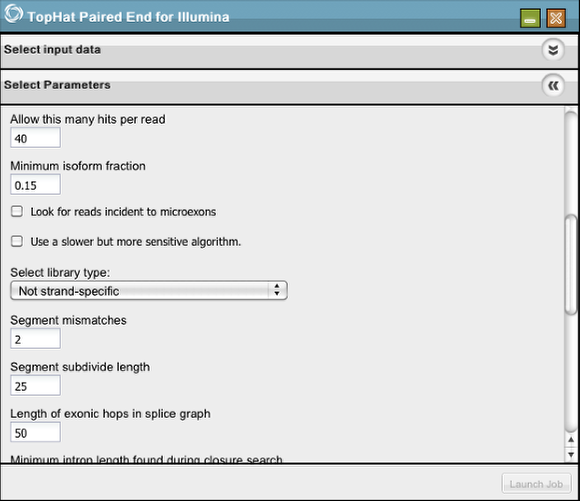 TopHat Paired End for Illumina
Select input data
Select Parameters
Allow this many hits per read
40
Minimum isoform fraction
0.15
Look for reads incident to microexons
Use a slower but more sensitive algorithm.
Select library type:
Not strand-specific
Segment mismatches
2
Segment subdivide length
25
Length of exonic hops in splice graph
50
Minimum intron length found during closure search
Launch Job